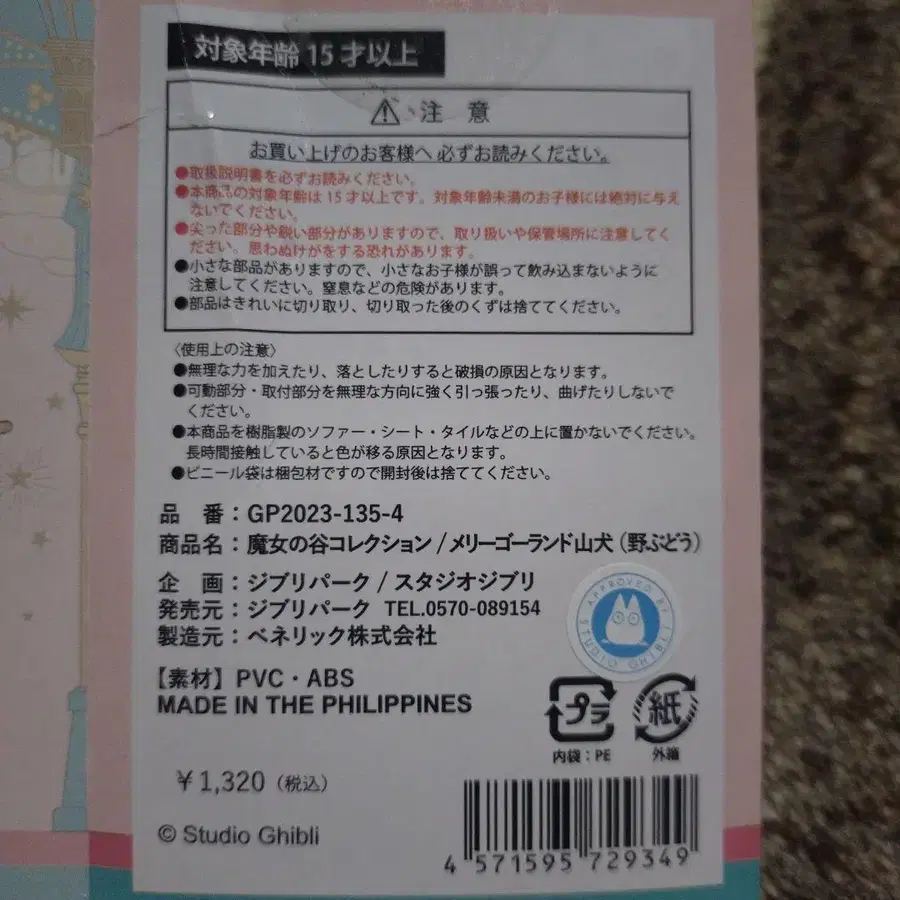 対象年齢 15 才以上
⚠ 注 意
お買い上げのお客様へ 必ずお読みください。
●取扱説明書を必ずお読みください。
●本商品の対象年齢は 15 才以上です。対象年齢未満のお子様には絶対に与え
ないでください。
●尖った部分や鋭い部分がありますので、取り扱いや保管場所に注意してく
ださい。思わぬけがをする恐れがあります。
●小さな部品がありますので、小さなお子様が誤って飲み込まないように
注意してください。窒息などの危険があります。
●部品はきれいに切り取り、切り取った後のくずは捨ててください。
〈使用上の注意〉
●無理な力を加えたり、落としたりすると破損の原因となります。
●可動部分・取付部分を無理な方向に強く引っ張ったり、曲げたりしないで
ください。
●本商品を樹脂製のソファー・シート・タイルなどの上に置かないでください。
長時間接触していると色が移る原因となります。
●ビニール袋は梱包材ですので開封後は捨ててください。
品 番：GP2023-135-4
商品名：魔女の谷コレクション / メリーゴーランド山犬（野ぶどう）
企 画：ジブリパーク / スタジオジブリ
発売元：ジブリパーク TEL.0570-089154
製造元：ベネリック株式会社
APPROVED BY
STUDIO GHIBLI
【素材】PVC・ABS
MADE IN THE PHILIPPINES
プラ
紙
内袋：PE
外箱
￥1,320（税込）
© Studio Ghibli
4 571595 729349